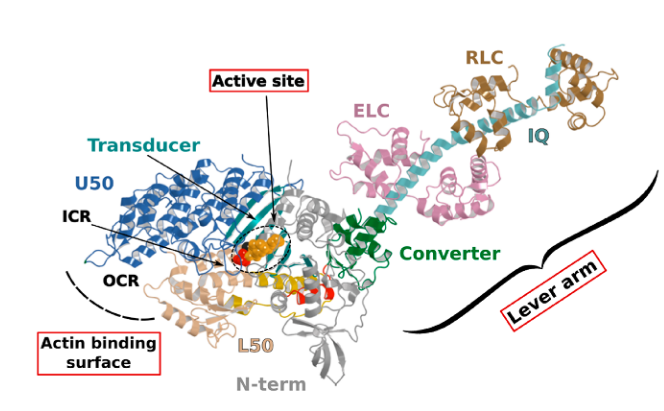 RLC
Active site
ELC
IQ
Transducer
U50
ICR
Converter
OCR
Lever arm
Actin binding
surface
L50
N-term